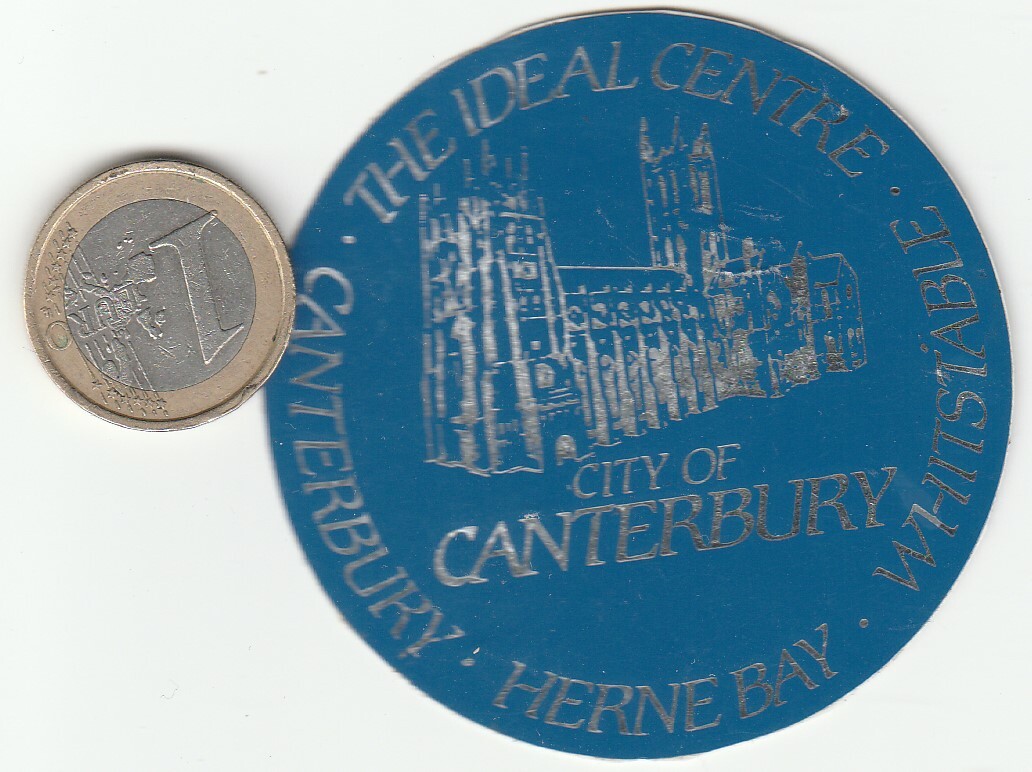 · THE IDEAL CENTRE ·
CANTERBURY · HERNE BAY · WHITSTABLE
CITY OF
CANTERBURY
1